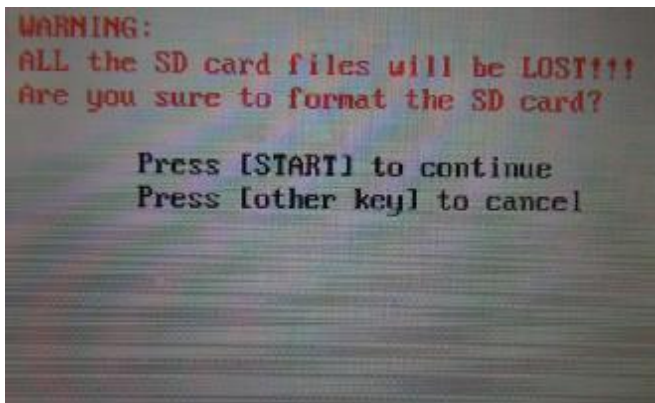 WARNING:
ALL the SD card files will be LOST!!!
Are you sure to format the SD card?
Press [START] to continue
Press [other key] to cancel